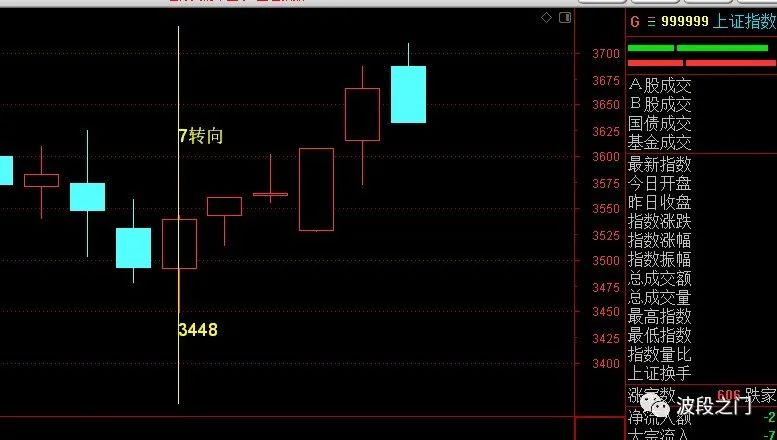 G 999999 上证指数
3700
3675
3650
3625
3600
3575
3550
3525
3500
3475
3450
3425
3400
7转向
3448
A股成交
B股成交
国债成交
基金成交
最新指数
今日开盘
昨日收盘
指数涨跌
指数涨幅
指数振幅
总成交额
总成交量
最高指数
最低指数
指数量比
上证换手
涨家数 606 跌家
净流入额 -2
大宗流入 -7
波段之门